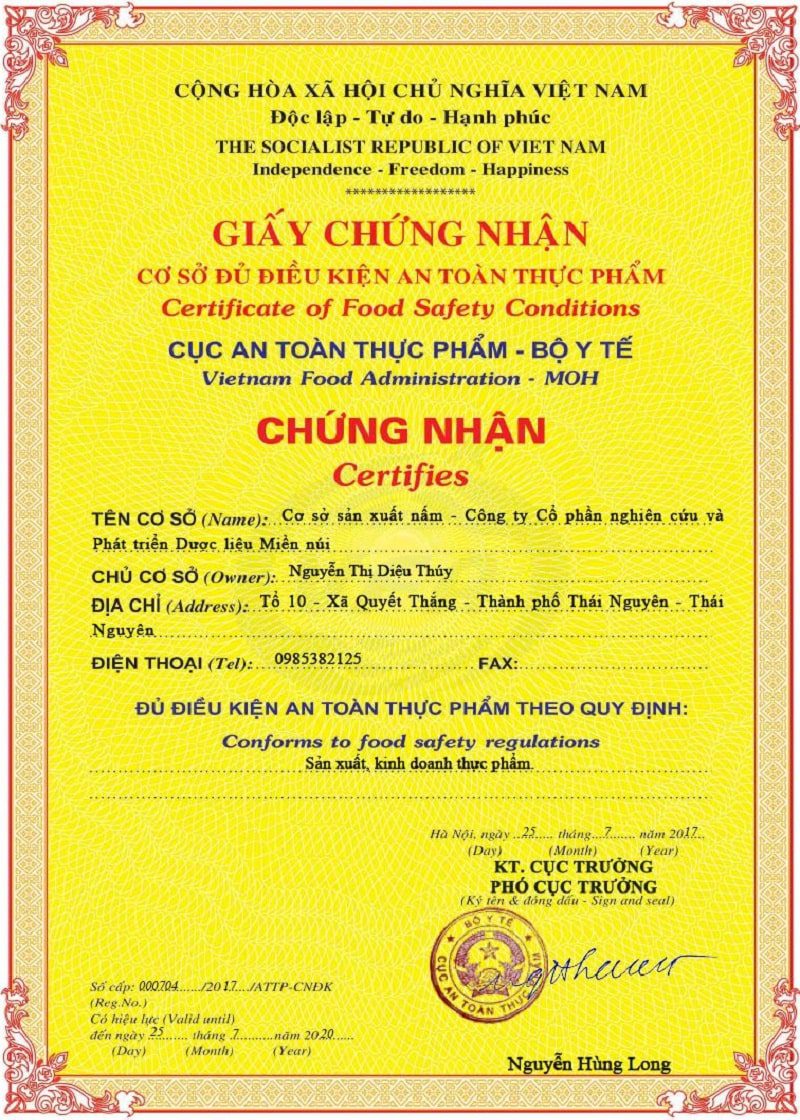 CỘNG HÒA XÃ HỘI CHỦ NGHĨA VIỆT NAM
Độc lập - Tự do - Hạnh phúc
THE SOCIALIST REPUBLIC OF VIET NAM
Independence - Freedom - Happiness
******************
GIẤY CHỨNG NHẬN
CƠ SỞ ĐỦ ĐIỀU KIỆN AN TOÀN THỰC PHẨM
Certificate of Food Safety Conditions
CỤC AN TOÀN THỰC PHẨM - BỘ Y TẾ
Vietnam Food Administration - MOH
CHỨNG NHẬN
Certifies
TÊN CƠ SỞ (Name): Cơ sở sản xuất nấm - Công ty Cổ phần nghiên cứu và
Phát triển Dược liệu Miền núi
CHỦ CƠ SỞ (Owner): Nguyễn Thị Diệu Thúy
ĐỊA CHỈ (Address): Tổ 10 - Xã Quyết Thắng - Thành phố Thái Nguyên - Thái
Nguyên
ĐIỆN THOẠI (Tel): 0985382125 FAX:
ĐỦ ĐIỀU KIỆN AN TOÀN THỰC PHẨM THEO QUY ĐỊNH:
Conforms to food safety regulations
Sản xuất, kinh doanh thực phẩm.
Hà Nội, ngày 25 tháng 7 năm 2017
(Day) (Month) (Year)
KT. CỤC TRƯỞNG
PHÓ CỤC TRƯỞNG
(Ký tên & đóng dấu - Sign and seal)
BỘ Y TẾ
CỤC AN TOÀN THỰC PHẨM
Số cấp: 000704/2017/ATTP-CNĐK
(Reg.No.)
Có hiệu lực (Valid until)
đến ngày 25 tháng 7 năm 2020
(Day) (Month) (Year)
Nguyễn Hùng Long